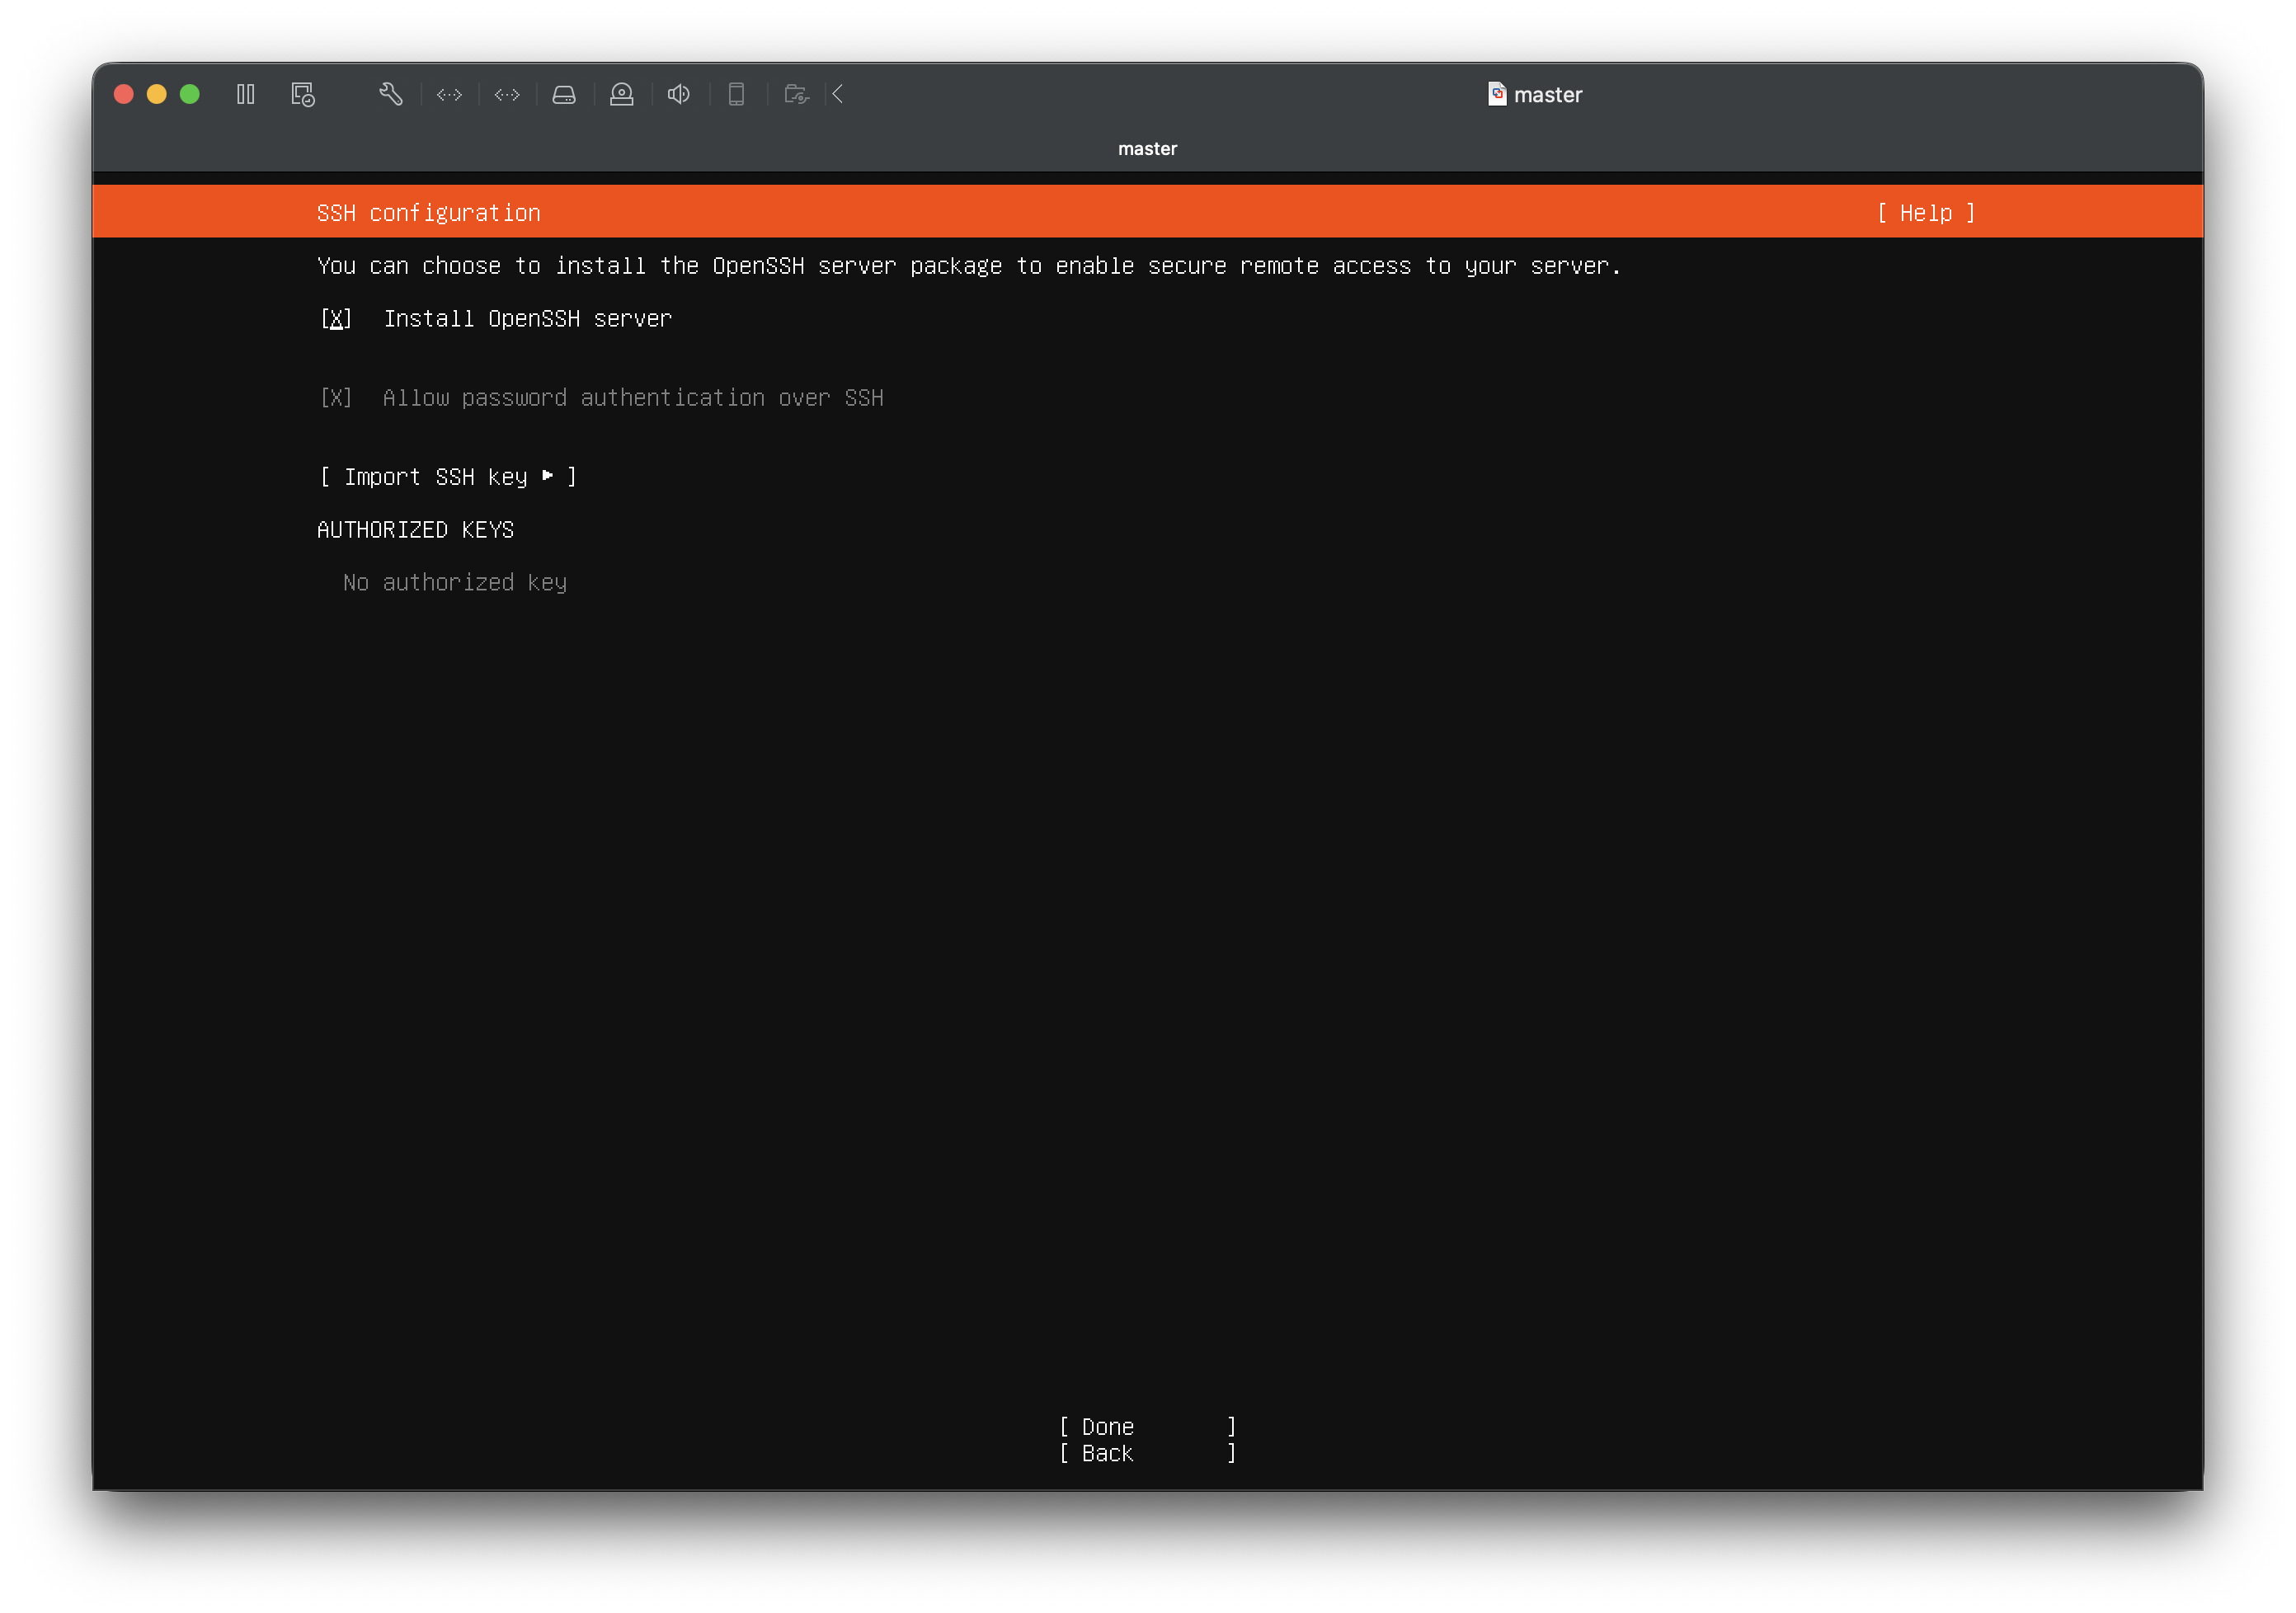 master
master
SSH configuration [ Help ]
You can choose to install the OpenSSH server package to enable secure remote access to your server.
[X] Install OpenSSH server
[X] Allow password authentication over SSH
[ Import SSH key ▸ ]
AUTHORIZED KEYS
No authorized key
[ Done ]
[ Back ]